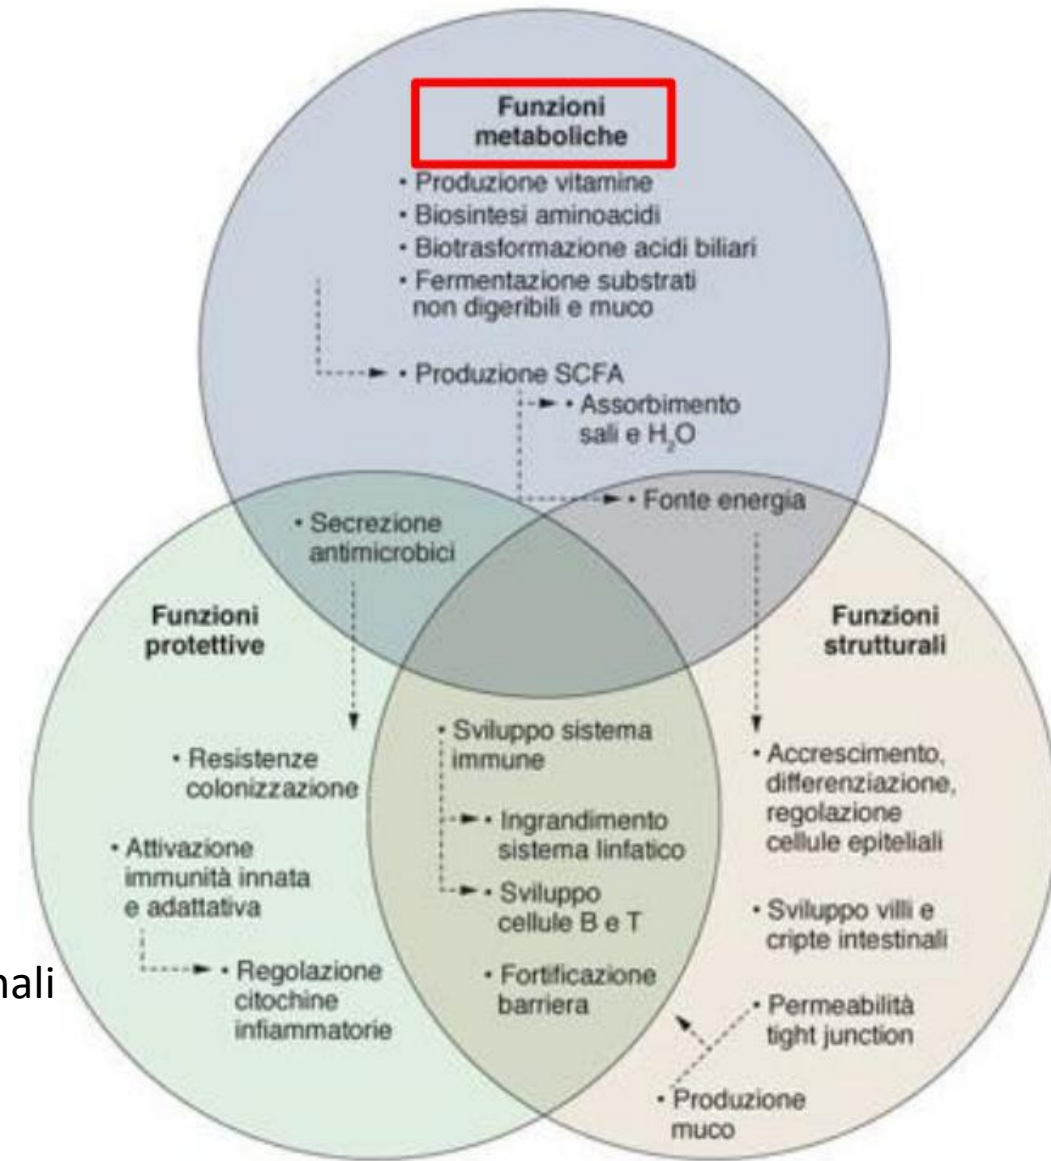 Funzioni
metaboliche
• Produzione vitamine
• Biosintesi aminoacidi
• Biotrasformazione acidi biliari
• Fermentazione substrati
non digeribili e muco
• Produzione SCFA
• Assorbimento
sali e H₂O
• Fonte energia
• Secrezione
antimicrobici
Funzioni
protettive
• Resistenze
colonizzazione
• Attivazione
immunità innata
e adattativa
• Regolazione
citochine
infiammatorie
• Sviluppo sistema
immune
• Ingrandimento
sistema linfatico
• Sviluppo
cellule B e T
• Fortificazione
barriera
Funzioni
strutturali
• Accrescimento,
differenziazione,
regolazione
cellule epiteliali
• Sviluppo villi e
cripte intestinali
• Permeabilità
tight junction
• Produzione
muco
nali